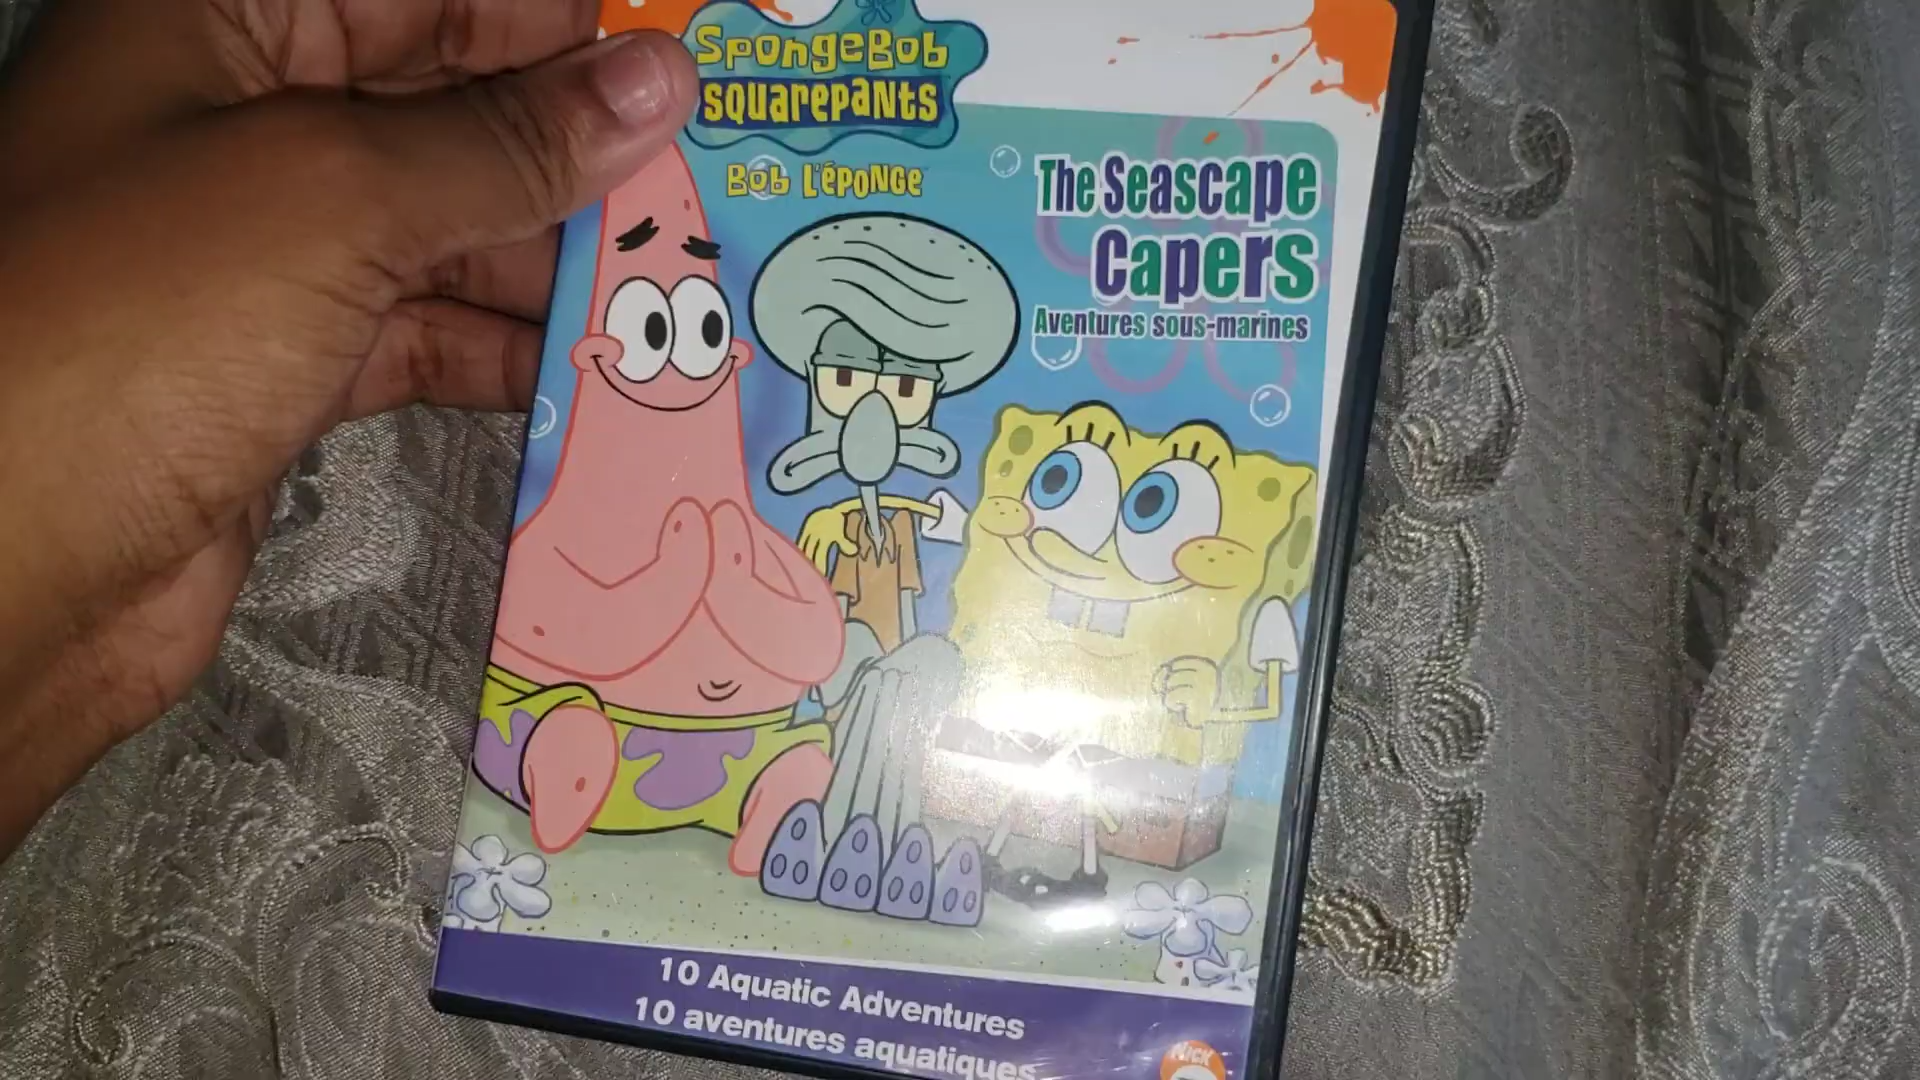 SpongeBob
SQUAREPANTS
BOB L'ÉPONGE
The Seascape
Capers
Aventures sous-marines
10 Aquatic Adventures
10 aventures aquatiques
NICK